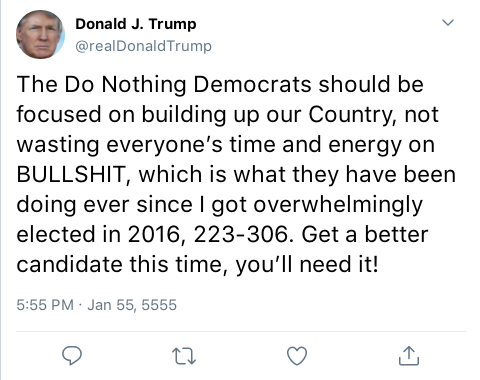 Donald J. Trump
@realDonaldTrump
The Do Nothing Democrats should be
focused on building up our Country, not
wasting everyone’s time and energy on
BULLSHIT, which is what they have been
doing ever since I got overwhelmingly
elected in 2016, 223-306. Get a better
candidate this time, you’ll need it!
5:55 PM · Jan 55, 5555